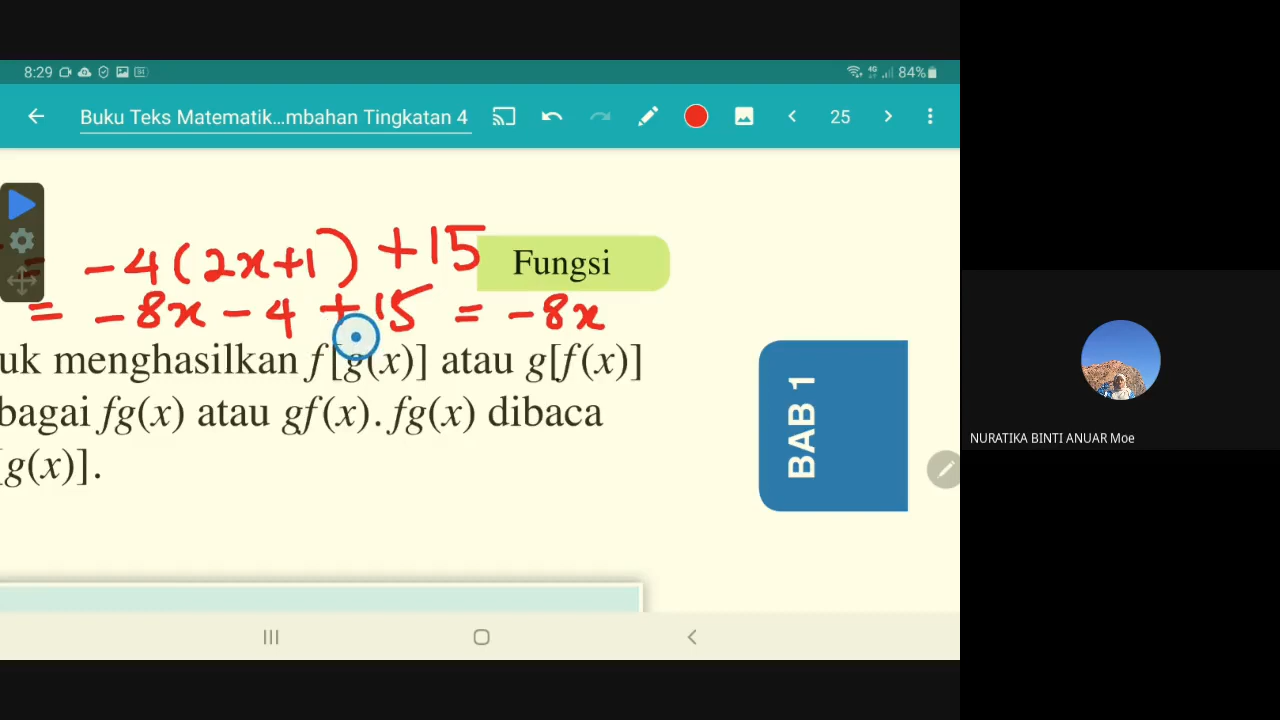 8:29
4G 84%
Buku Teks Matematik...mbahan Tingkatan 4
25
= -4(2x+1) +15
Fungsi
= -8x - 4 + 15 = -8x
uk menghasilkan f[g(x)] atau g[f(x)]
bagai fg(x) atau gf(x). fg(x) dibaca
[g(x)].
BAB 1
NURATIKA BINTI ANUAR Moe